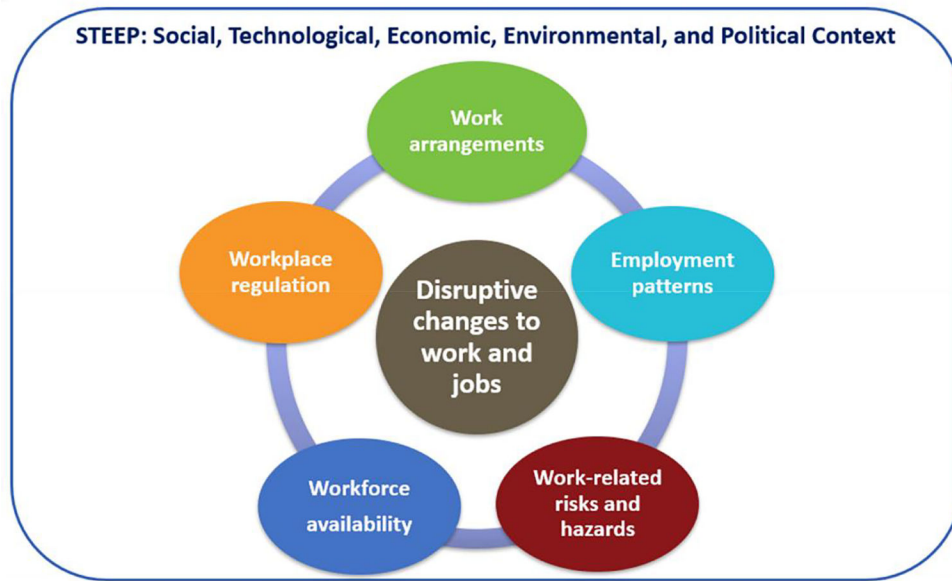 STEEP: Social, Technological, Economic, Environmental, and Political Context
Work
arrangements
Workplace
regulation
Employment
patterns
Disruptive
changes to
work and
jobs
Workforce
availability
Work-related
risks and
hazards